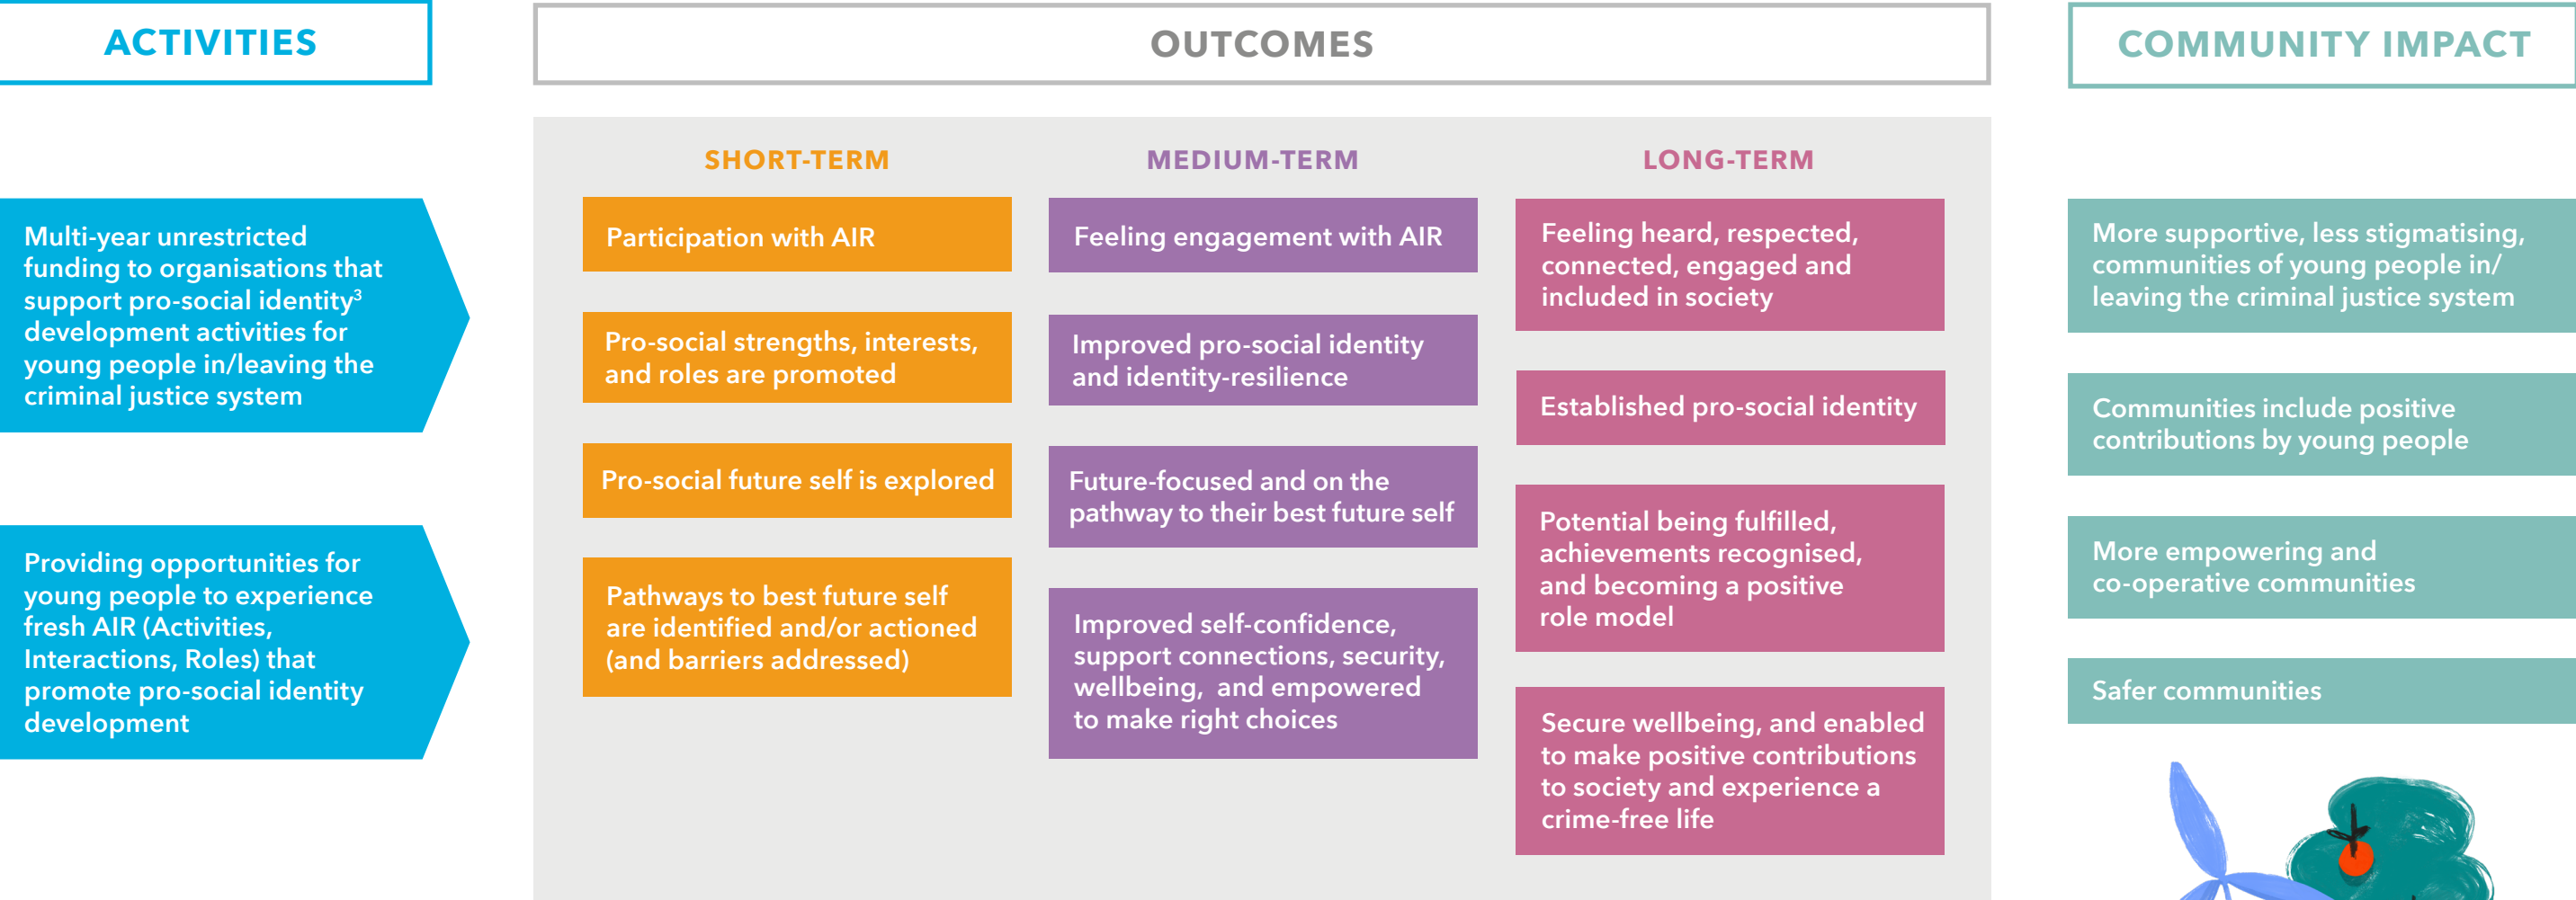 ACTIVITIES
Multi-year unrestricted
funding to organisations that
support pro-social identity³
development activities for
young people in/leaving the
criminal justice system
Providing opportunities for
young people to experience
fresh AIR (Activities,
Interactions, Roles) that
promote pro-social identity
development
OUTCOMES
SHORT-TERM
Participation with AIR
Pro-social strengths, interests,
and roles are promoted
Pro-social future self is explored
Pathways to best future self
are identified and/or actioned
(and barriers addressed)
MEDIUM-TERM
Feeling engagement with AIR
Improved pro-social identity
and identity-resilience
Future-focused and on the
pathway to their best future self
Improved self-confidence,
support connections, security,
wellbeing, and empowered
to make right choices
LONG-TERM
Feeling heard, respected,
connected, engaged and
included in society
Established pro-social identity
Potential being fulfilled,
achievements recognised,
and becoming a positive
role model
Secure wellbeing, and enabled
to make positive contributions
to society and experience a
crime-free life
COMMUNITY IMPACT
More supportive, less stigmatising,
communities of young people in/
leaving the criminal justice system
Communities include positive
contributions by young people
More empowering and
co-operative communities
Safer communities